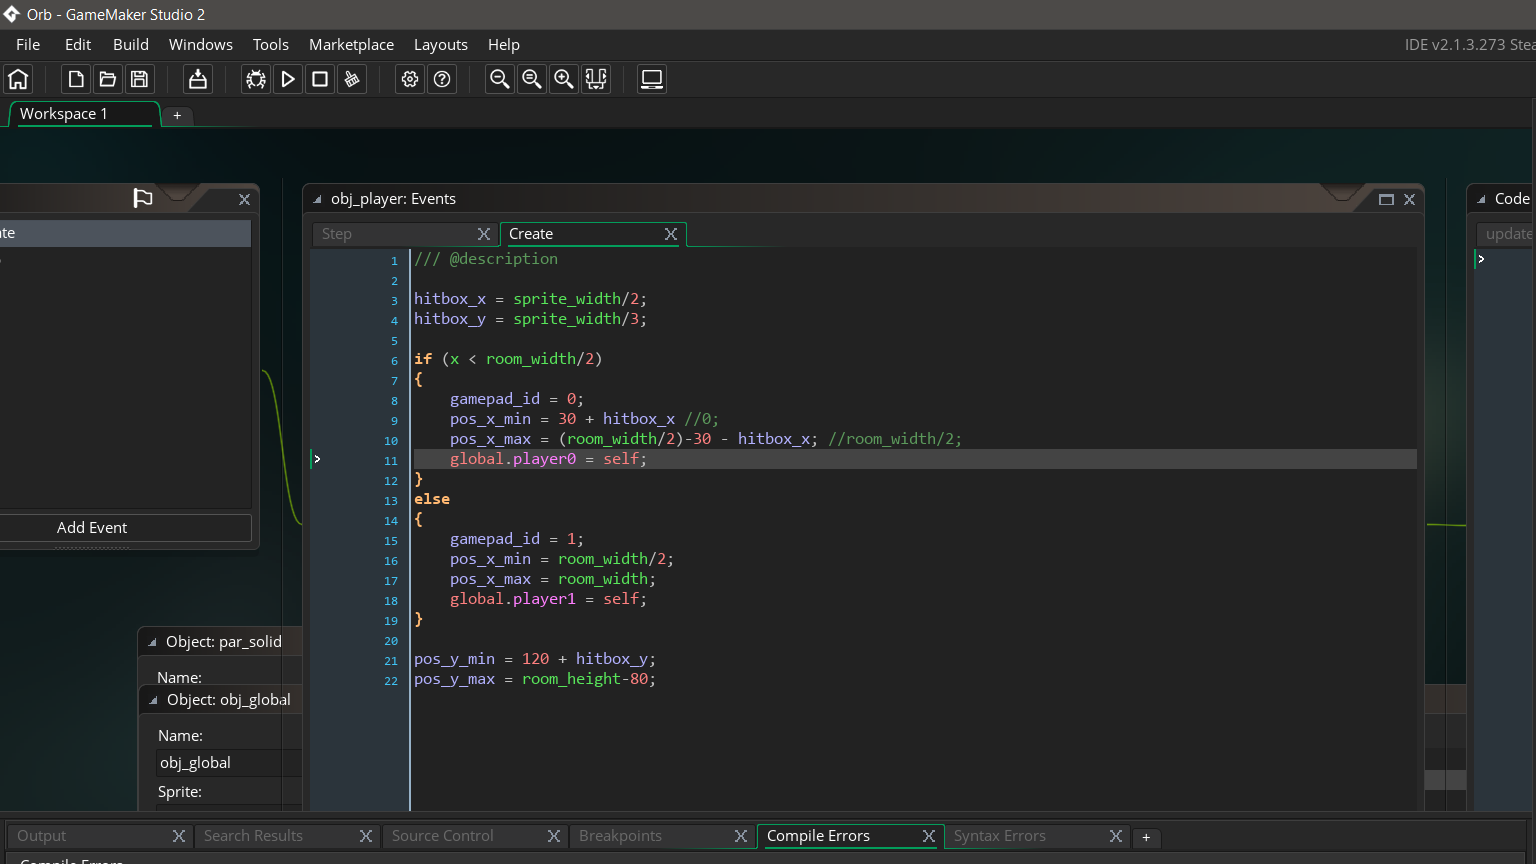 Orb - GameMaker Studio 2
File Edit Build Windows Tools Marketplace Layouts Help
IDE v2.1.3.273 Stea
Workspace 1 +
te
Add Event
Object: par_solid
Name:
Object: obj_global
Name:
obj_global
Sprite:
obj_player: Events
Step
Create
1 /// @description
2
3 hitbox_x = sprite_width/2;
4 hitbox_y = sprite_width/3;
5
6 if (x < room_width/2)
7 {
8 gamepad_id = 0;
9 pos_x_min = 30 + hitbox_x //0;
10 pos_x_max = (room_width/2)-30 - hitbox_x; //room_width/2;
11 global.player0 = self;
12 }
13 else
14 {
15 gamepad_id = 1;
16 pos_x_min = room_width/2;
17 pos_x_max = room_width;
18 global.player1 = self;
19 }
20
21 pos_y_min = 120 + hitbox_y;
22 pos_y_max = room_height-80;
Code
update
Output
Search Results
Source Control
Breakpoints
Compile Errors
Syntax Errors
+
Compile Errors